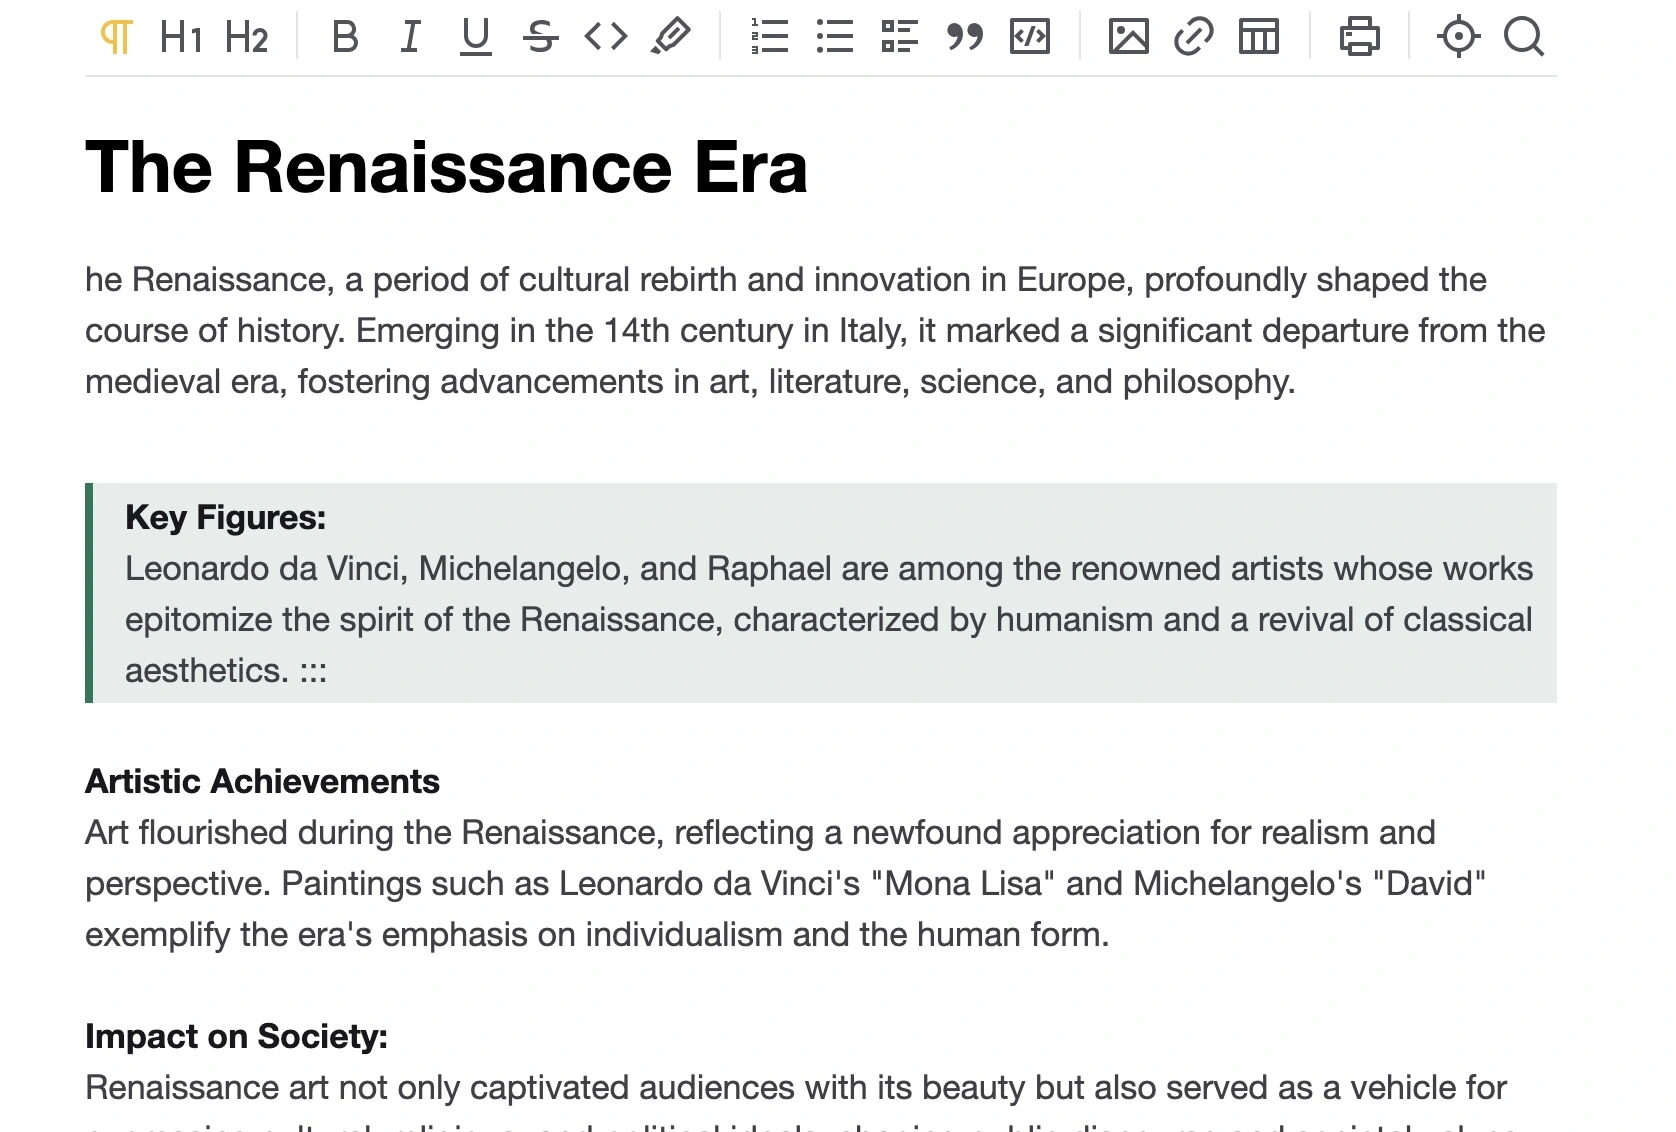 H1 H2 B I U S
The Renaissance Era
he Renaissance, a period of cultural rebirth and innovation in Europe, profoundly shaped the
course of history. Emerging in the 14th century in Italy, it marked a significant departure from the
medieval era, fostering advancements in art, literature, science, and philosophy.
Key Figures:
Leonardo da Vinci, Michelangelo, and Raphael are among the renowned artists whose works
epitomize the spirit of the Renaissance, characterized by humanism and a revival of classical
aesthetics. :::
Artistic Achievements
Art flourished during the Renaissance, reflecting a newfound appreciation for realism and
perspective. Paintings such as Leonardo da Vinci's "Mona Lisa" and Michelangelo's "David"
exemplify the era's emphasis on individualism and the human form.
Impact on Society:
Renaissance art not only captivated audiences with its beauty but also served as a vehicle for